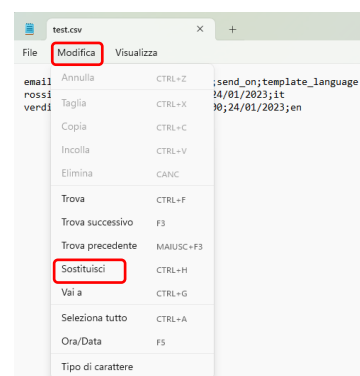 test.csv × +
File Modifica Visualizza
email ;send_on;template_language
rossi 24/01/2023;it
verdi 00;24/01/2023;en
Annulla CTRL+Z
Taglia CTRL+X
Copia CTRL+C
Incolla CTRL+V
Elimina CANC
Trova CTRL+F
Trova successivo F3
Trova precedente MAIUSC+F3
Sostituisci CTRL+H
Vai a CTRL+G
Seleziona tutto CTRL+A
Ora/Data F5
Tipo di carattere